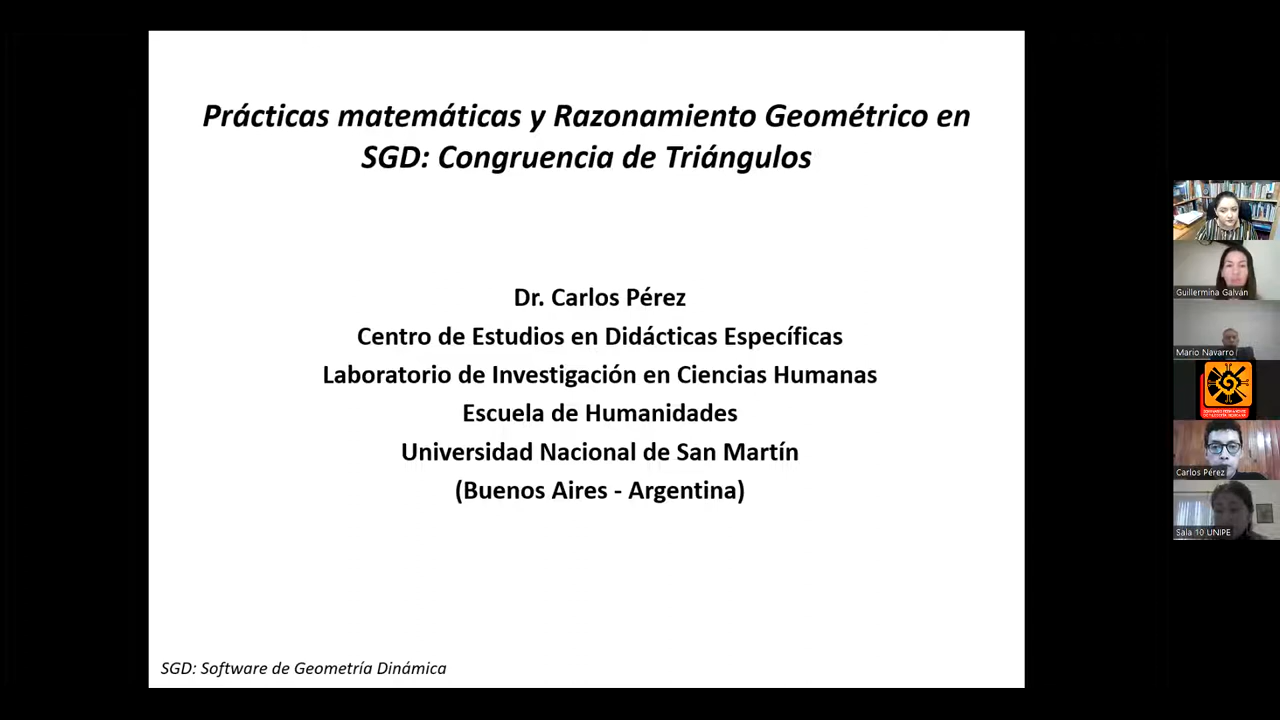 Prácticas matemáticas y Razonamiento Geométrico en
SGD: Congruencia de Triángulos
Dr. Carlos Pérez
Centro de Estudios en Didácticas Específicas
Laboratorio de Investigación en Ciencias Humanas
Escuela de Humanidades
Universidad Nacional de San Martín
(Buenos Aires - Argentina)
SGD: Software de Geometría Dinámica
Guillermina Galván
Mario Navarro
Carlos Pérez
Sala 10 UNIPE